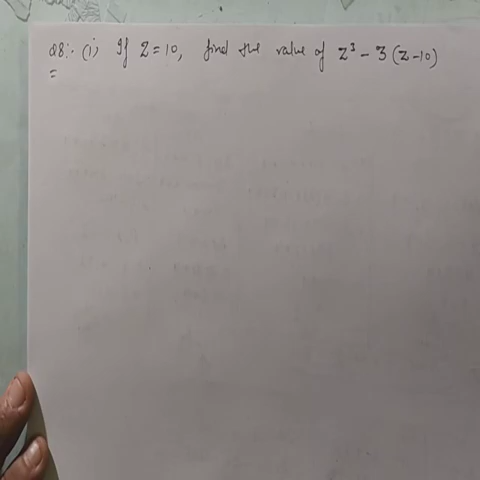 Q8:. (i) If Z = 10, find the value of Z³ - 3(Z-10)
=